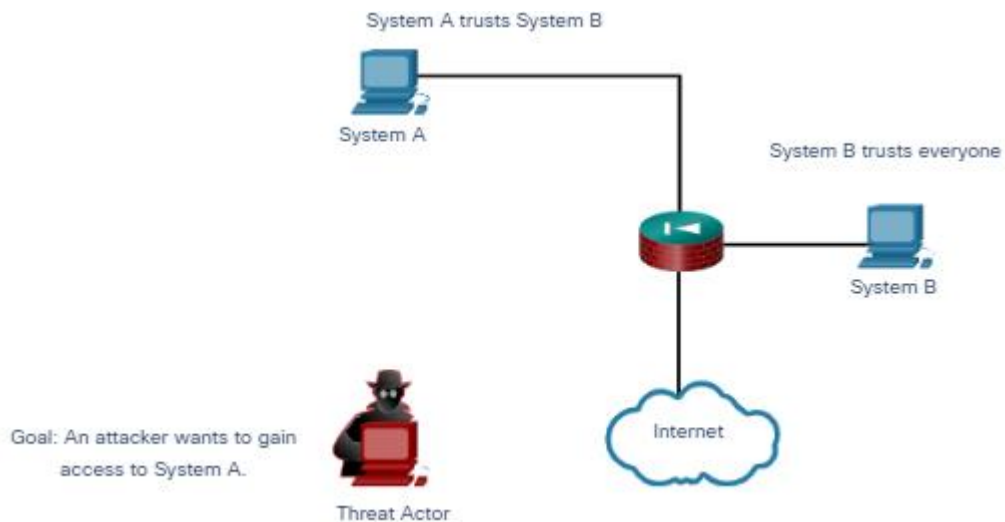 System A trusts System B
System A
System B trusts everyone
System B
Internet
Goal: An attacker wants to gain
access to System A.
Threat Actor